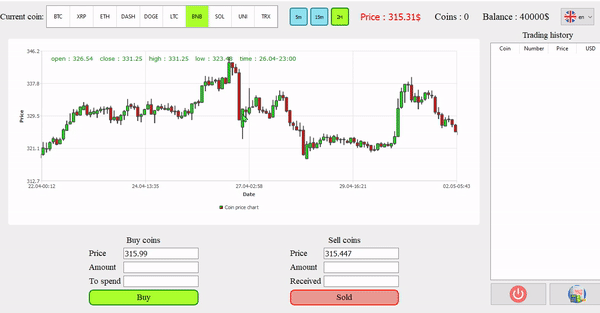 Current coin: BTC XRP ETH DASH DOGE LTC BNB SOL UNI TRX 5m 15m 2H Price : 315.31$ Coins : 0 Balance : 40000$ en
Trading history
Coin Number Price USD
open : 326.54 close : 331.25 high : 331.25 low : 323.48 time : 26.04-23:00
346.2
337.8
329.5
321.1
312.7
Price
22.04-00:12 24.04-13:35 27.04-02:58 29.04-16:21 02.05-05:43
Date
Coin price chart
Buy coins
Price 315.99
Amount
To spend
Buy
Sell coins
Price 315.447
Amount
Received
Sold